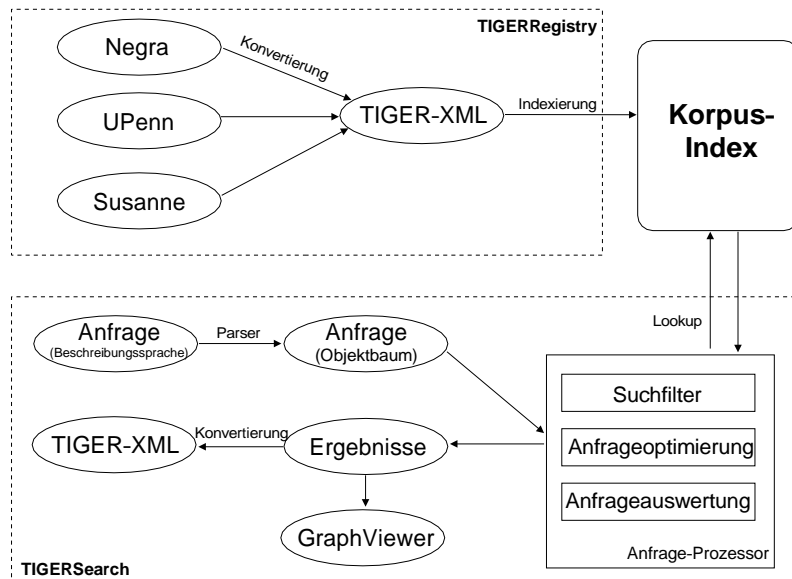 TIGERRegistry
Negra
Konvertierung
UPenn
TIGER-XML
Indexierung
Korpus-
Index
Susanne
Lookup
Anfrage
(Beschreibungssprache)
Parser
Anfrage
(Objektbaum)
Suchfilter
TIGER-XML
Konvertierung
Ergebnisse
Anfrageoptimierung
Anfrageauswertung
GraphViewer
Anfrage-Prozessor
TIGERSearch